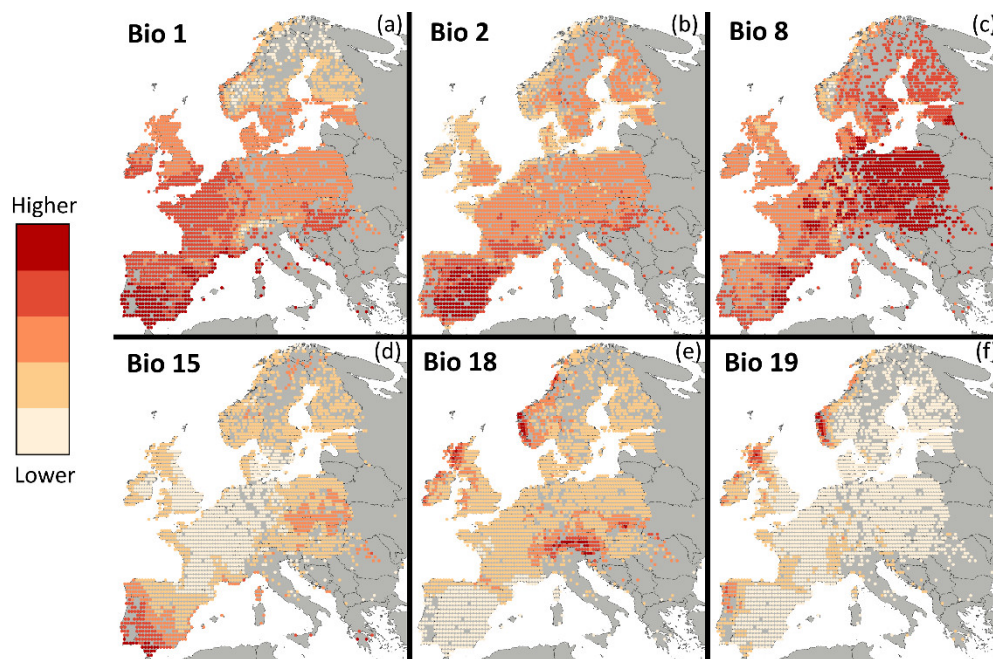 Bio 1
(a)
Bio 2
(b)
Bio 8
(c)
Higher
Lower
Bio 15
(d)
Bio 18
(e)
Bio 19
(f)